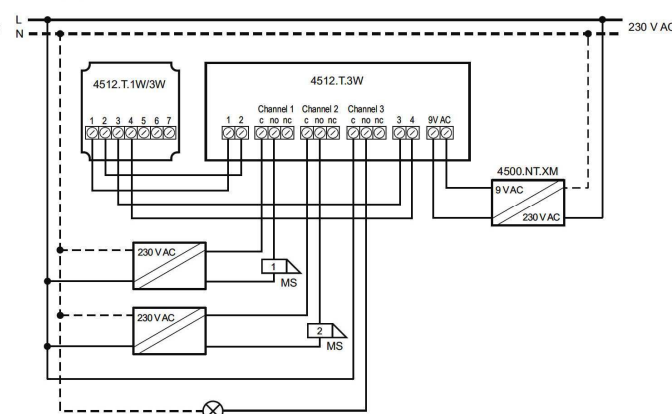 L
N
230 V AC
4512.T.1W/3W
1 2 3 4 5 6 7
4512.T.3W
Channel 1 Channel 2 Channel 3
1 2 c no nc c no nc c no nc 3 4 9V AC
4500.NT.XM
9 VAC
230 VAC
230 V AC
1
MS
230 V AC
2
MS